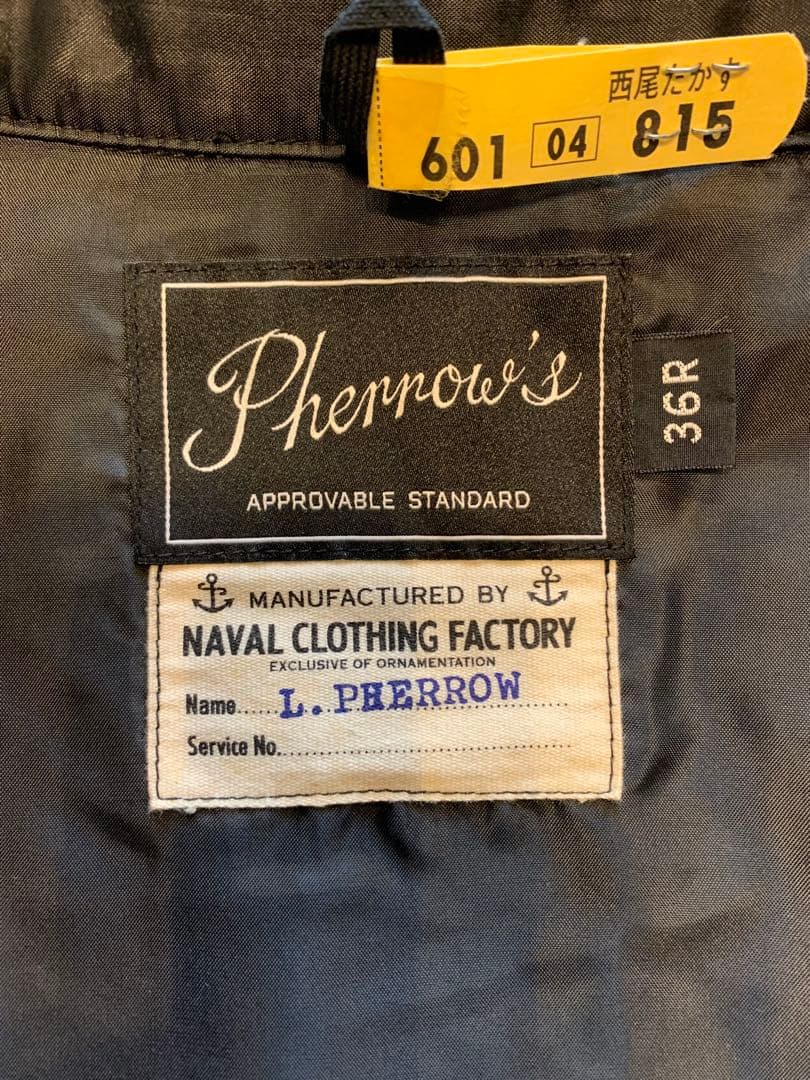 西尾たかす
601 04 815
Pherrow's
APPROVABLE STANDARD
36R
MANUFACTURED BY
NAVAL CLOTHING FACTORY
EXCLUSIVE OF ORNAMENTATION
Name......L. PHERROW
Service No.